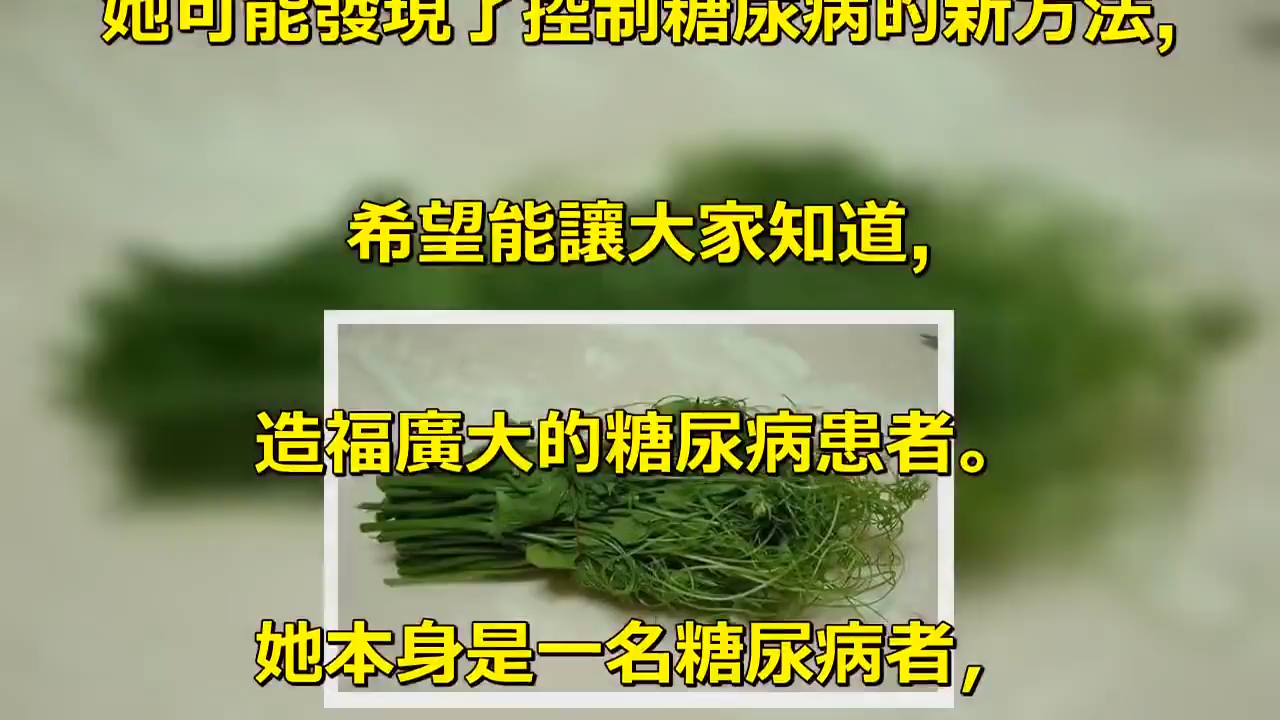 她可能發現了控制糖尿病的新方法,
希望能讓大家知道,
造福廣大的糖尿病患者。
她本身是一名糖尿病者,